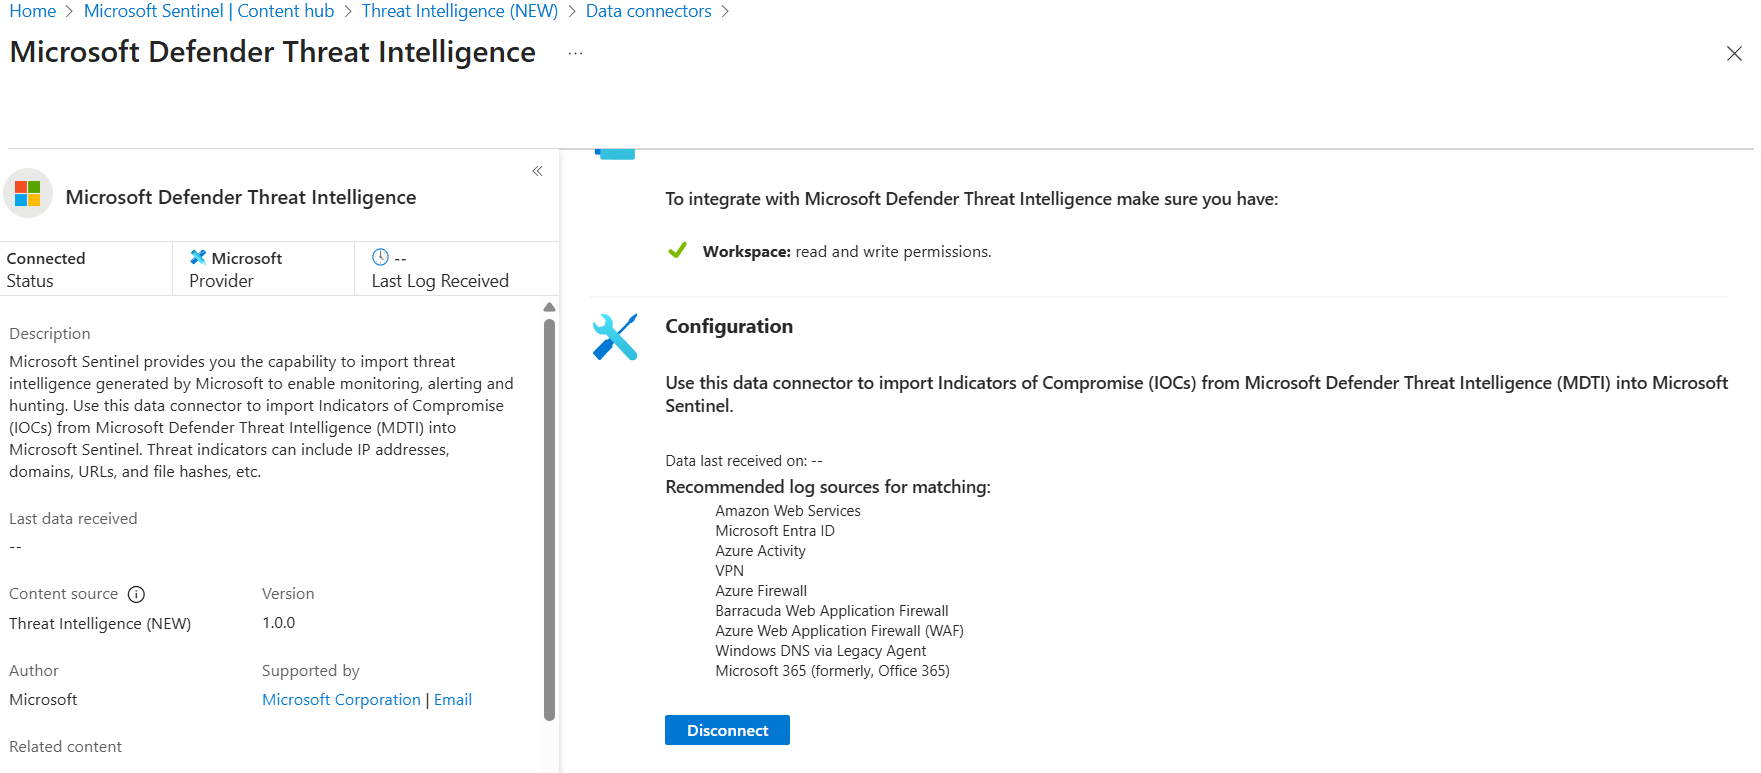 Home > Microsoft Sentinel | Content hub > Threat Intelligence (NEW) > Data connectors >
Microsoft Defender Threat Intelligence ...
Microsoft Defender Threat Intelligence
Connected
Status
Microsoft
Provider
--
Last Log Received
Description
Microsoft Sentinel provides you the capability to import threat
intelligence generated by Microsoft to enable monitoring, alerting and
hunting. Use this data connector to import Indicators of Compromise
(IOCs) from Microsoft Defender Threat Intelligence (MDTI) into
Microsoft Sentinel. Threat indicators can include IP addresses,
domains, URLs, and file hashes, etc.
Last data received
--
Content source
Version
Threat Intelligence (NEW)
1.0.0
Author
Supported by
Microsoft
Microsoft Corporation | Email
Related content
To integrate with Microsoft Defender Threat Intelligence make sure you have:
Workspace: read and write permissions.
Configuration
Use this data connector to import Indicators of Compromise (IOCs) from Microsoft Defender Threat Intelligence (MDTI) into Microsoft
Sentinel.
Data last received on: --
Recommended log sources for matching:
Amazon Web Services
Microsoft Entra ID
Azure Activity
VPN
Azure Firewall
Barracuda Web Application Firewall
Azure Web Application Firewall (WAF)
Windows DNS via Legacy Agent
Microsoft 365 (formerly, Office 365)
Disconnect